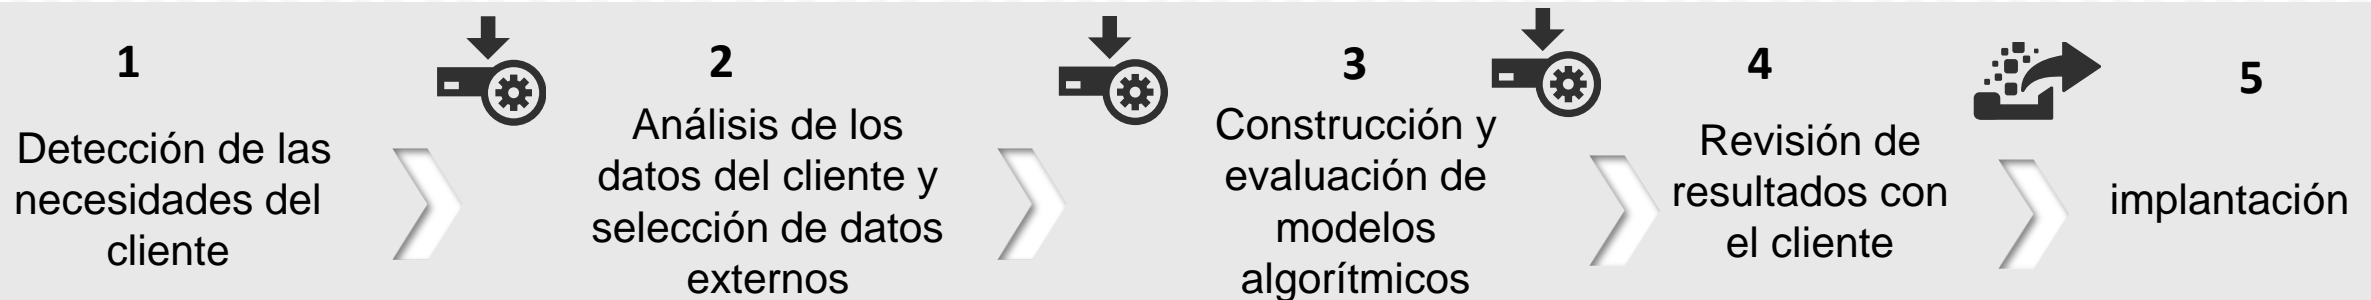 1
Detección de las
necesidades del
cliente
2
Análisis de los
datos del cliente y
selección de datos
externos
3
Construcción y
evaluación de
modelos
algorítmicos
4
Revisión de
resultados con
el cliente
5
implantación